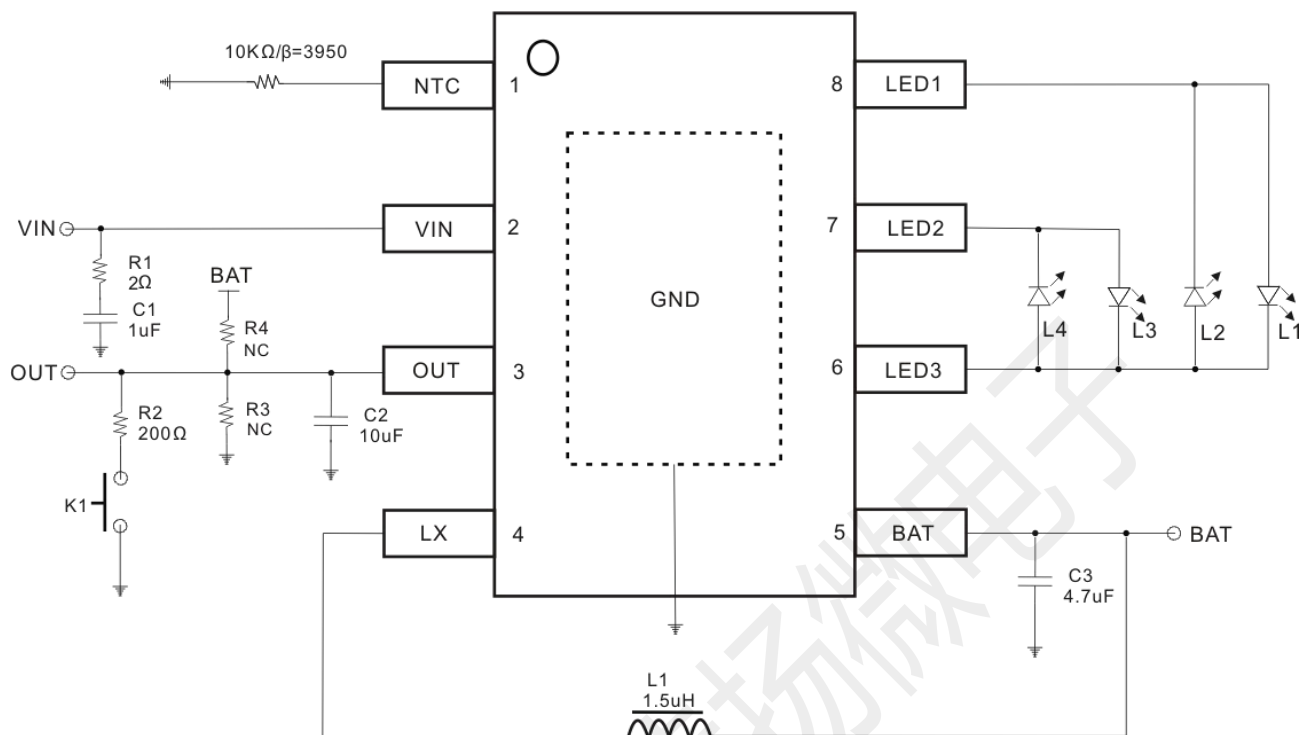 10KΩ/β=3950
NTC
1
8
LED1
VIN
VIN
2
7
LED2
R1
2Ω
C1
1uF
BAT
R4
NC
GND
L4
L3
L2
L1
OUT
OUT
3
6
LED3
R2
200Ω
R3
NC
C2
10uF
K1
LX
4
5
BAT
BAT
C3
4.7uF
L1
1.5uH
扬微电子